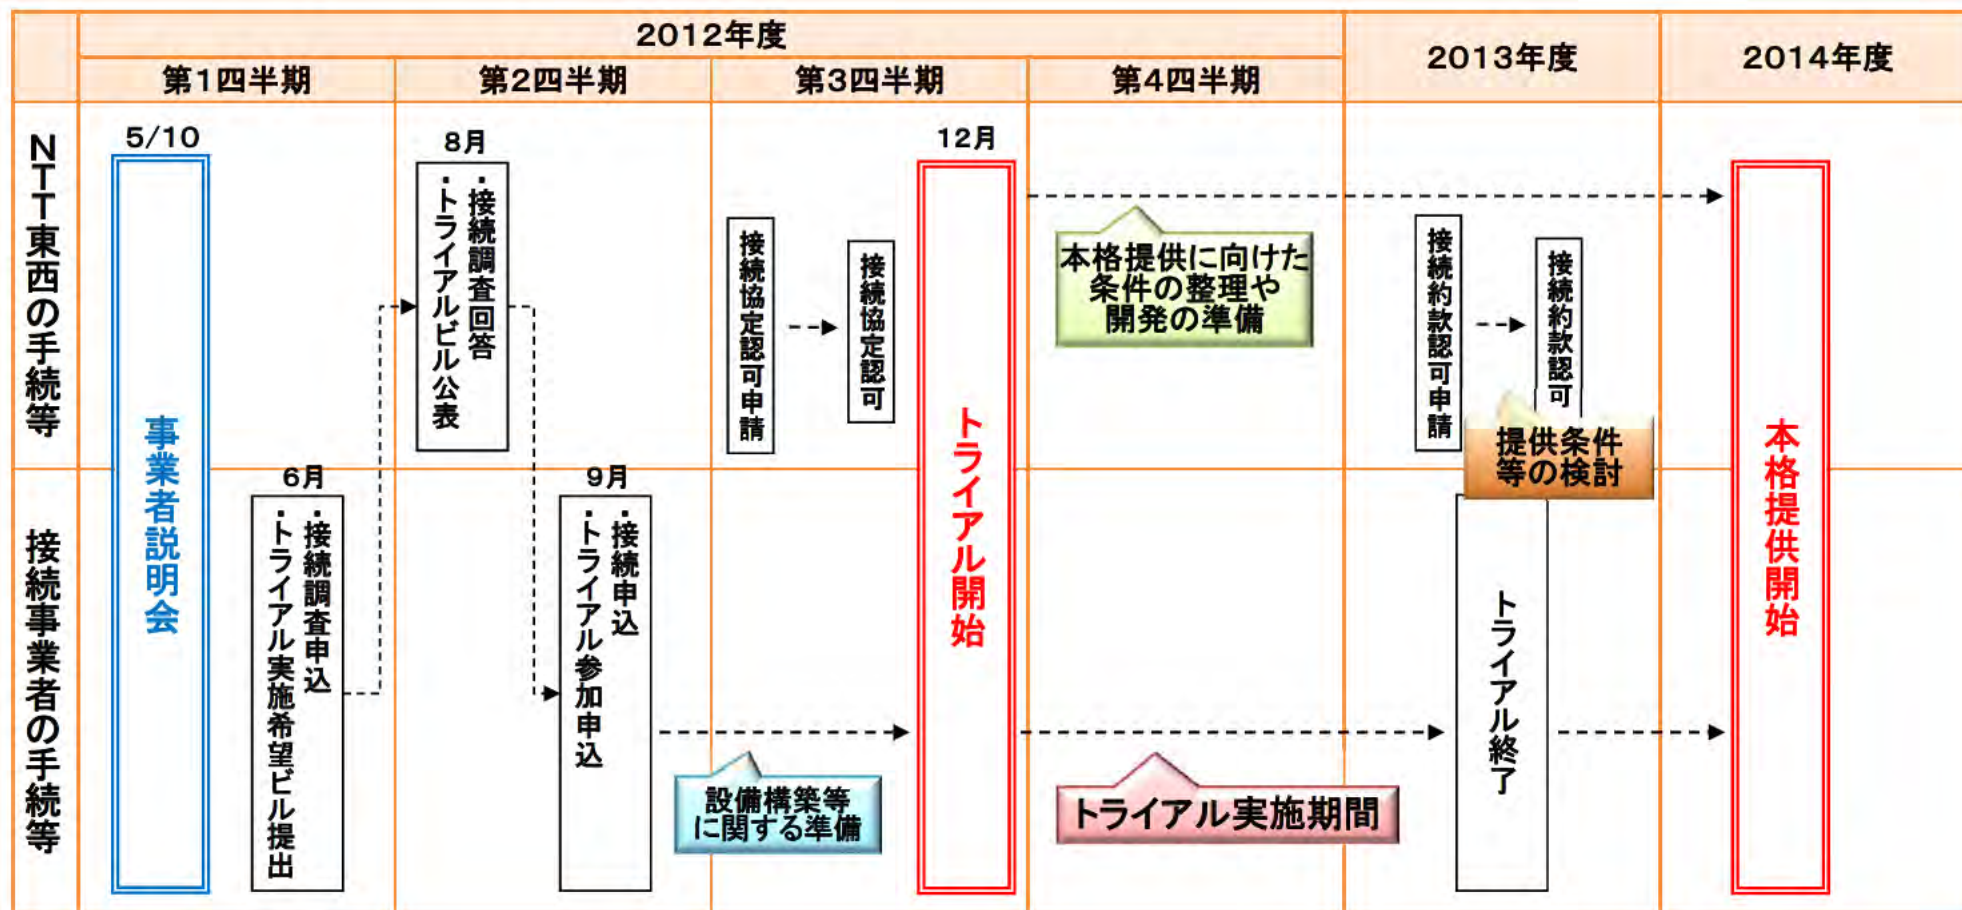 2012年度
2013年度
2014年度
第1四半期
第2四半期
第3四半期
第4四半期
NTT東西の手続等
5/10
事業者説明会
8月
・接続調査回答
・トライアルビル公表
接続協定認可申請
接続協定認可
12月
トライアル開始
本格提供に向けた
条件の整理や
開発の準備
接続約款認可申請
接続約款認可
提供条件
等の検討
本格提供開始
接続事業者の手続等
6月
・接続調査申込
・トライアル実施希望ビル提出
9月
・接続申込
・トライアル参加申込
設備構築等
に関する準備
トライアル実施期間
トライアル終了